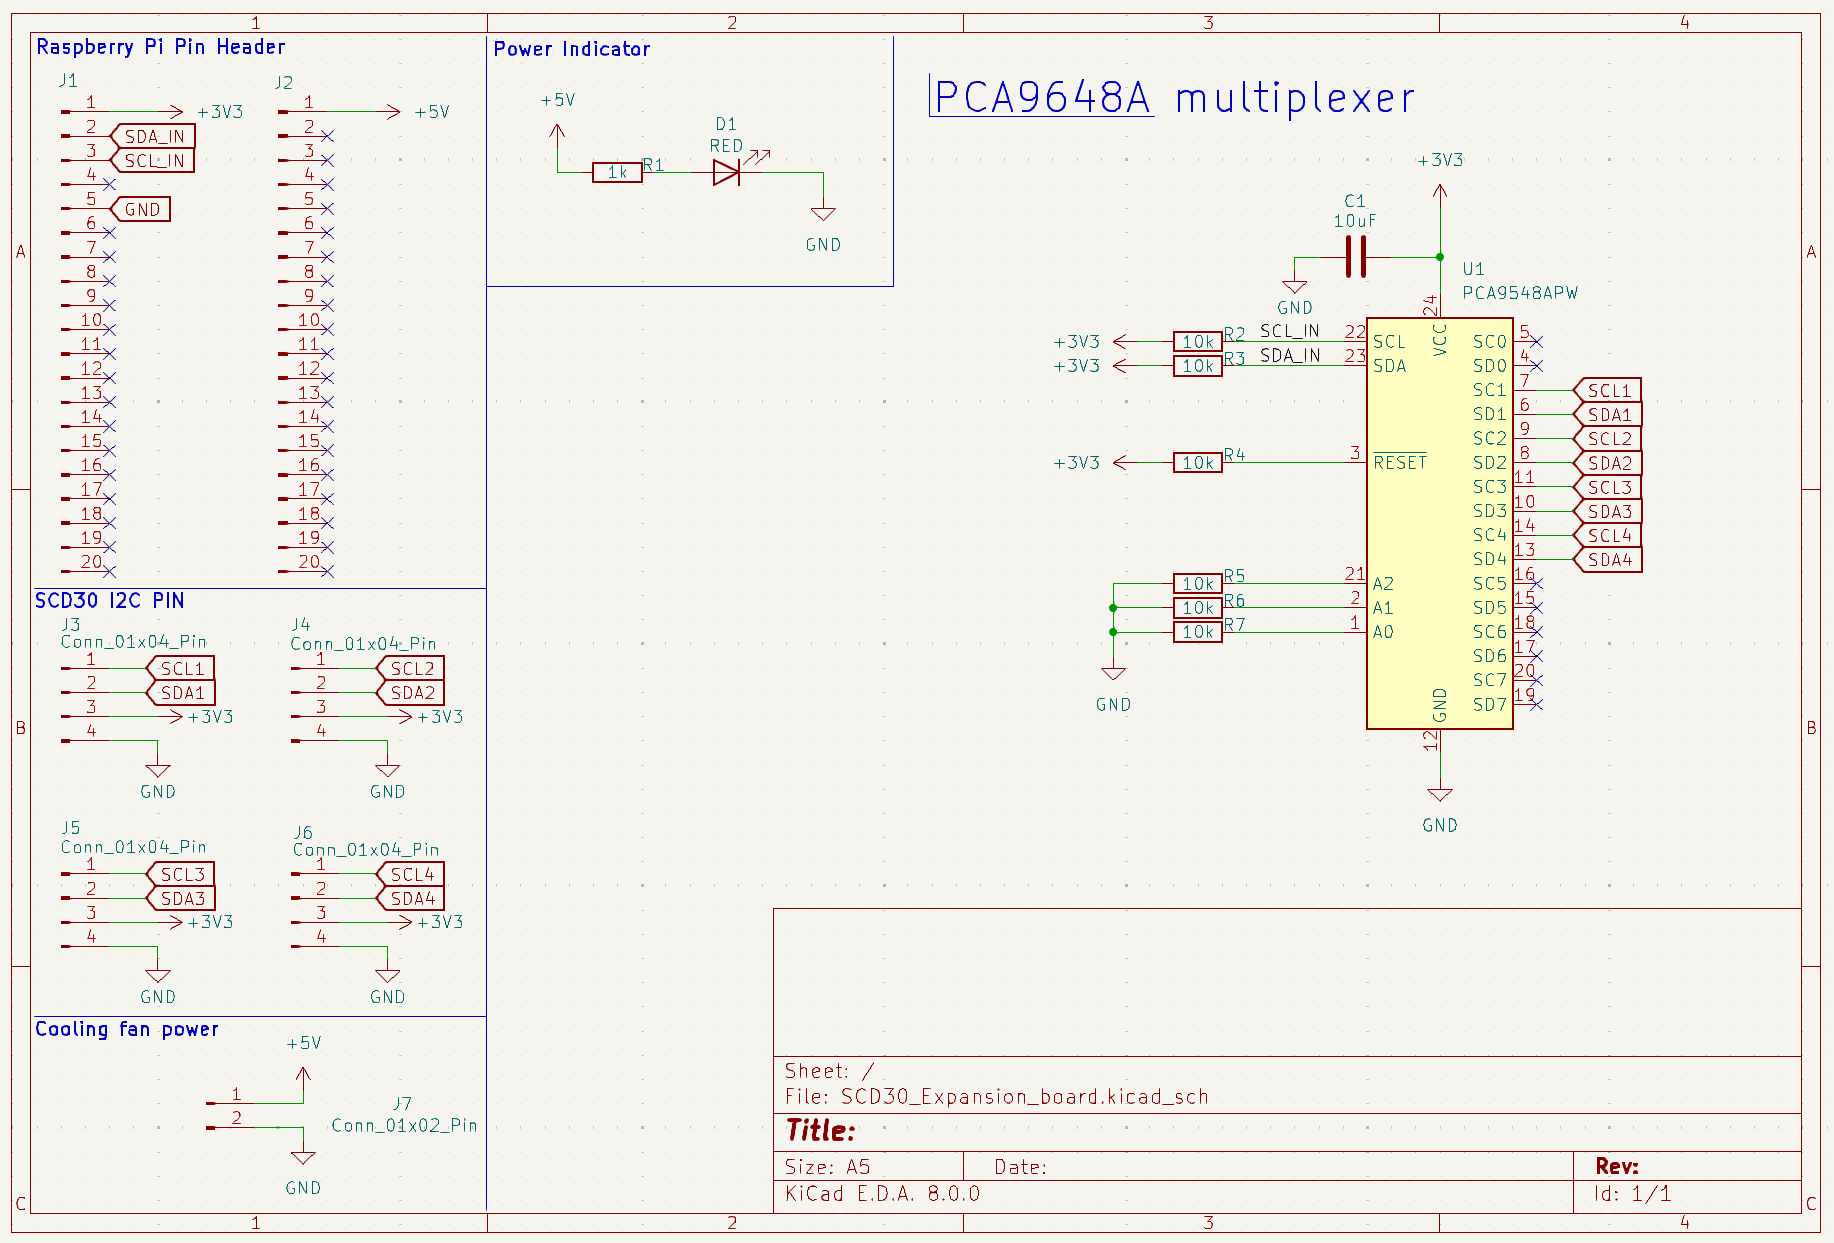 1 2 3 4
Raspberry Pi Pin Header
J1
1 +3V3
2 SDA_IN
3 SCL_IN
4
5 GND
6
7
8
9
10
11
12
13
14
15
16
17
18
19
20
J2
1 +5V
2
3
4
5
6
7
8
9
10
11
12
13
14
15
16
17
18
19
20
Power Indicator
+5V
1k R1
D1
RED
GND
PCA9648A multiplexer
+3V3
C1
10uF
GND
U1
PCA9548APW
24
VCC
+3V3 10k R2 SCL_IN 22 SCL
+3V3 10k R3 SDA_IN 23 SDA
+3V3 10k R4 3 RESET
10k R5 21 A2
10k R6 2 A1
10k R7 1 A0
GND
SC0 5
SD0 4
SC1 7 SCL1
SD1 6 SDA1
SC2 9 SCL2
SD2 8 SDA2
SC3 11 SCL3
SD3 10 SDA3
SC4 14 SCL4
SD4 13 SDA4
SC5 16
SD5 15
SC6 18
SD6 17
SC7 20
SD7 19
GND
12
GND
SCD30 I2C PIN
J3
Conn_01x04_Pin
1 SCL1
2 SDA1
3 +3V3
4
GND
J4
Conn_01x04_Pin
1 SCL2
2 SDA2
3 +3V3
4
GND
J5
Conn_01x04_Pin
1 SCL3
2 SDA3
3 +3V3
4
GND
J6
Conn_01x04_Pin
1 SCL4
2 SDA4
3 +3V3
4
GND
Cooling fan power
+5V
1
2
J7
Conn_01x02_Pin
GND
Sheet: /
File: SCD30_Expansion_board.kicad_sch
Title:
Size: A5 Date: Rev:
KiCad E.D.A. 8.0.0 Id: 1/1
A A
B B
C C
1 2 3 4